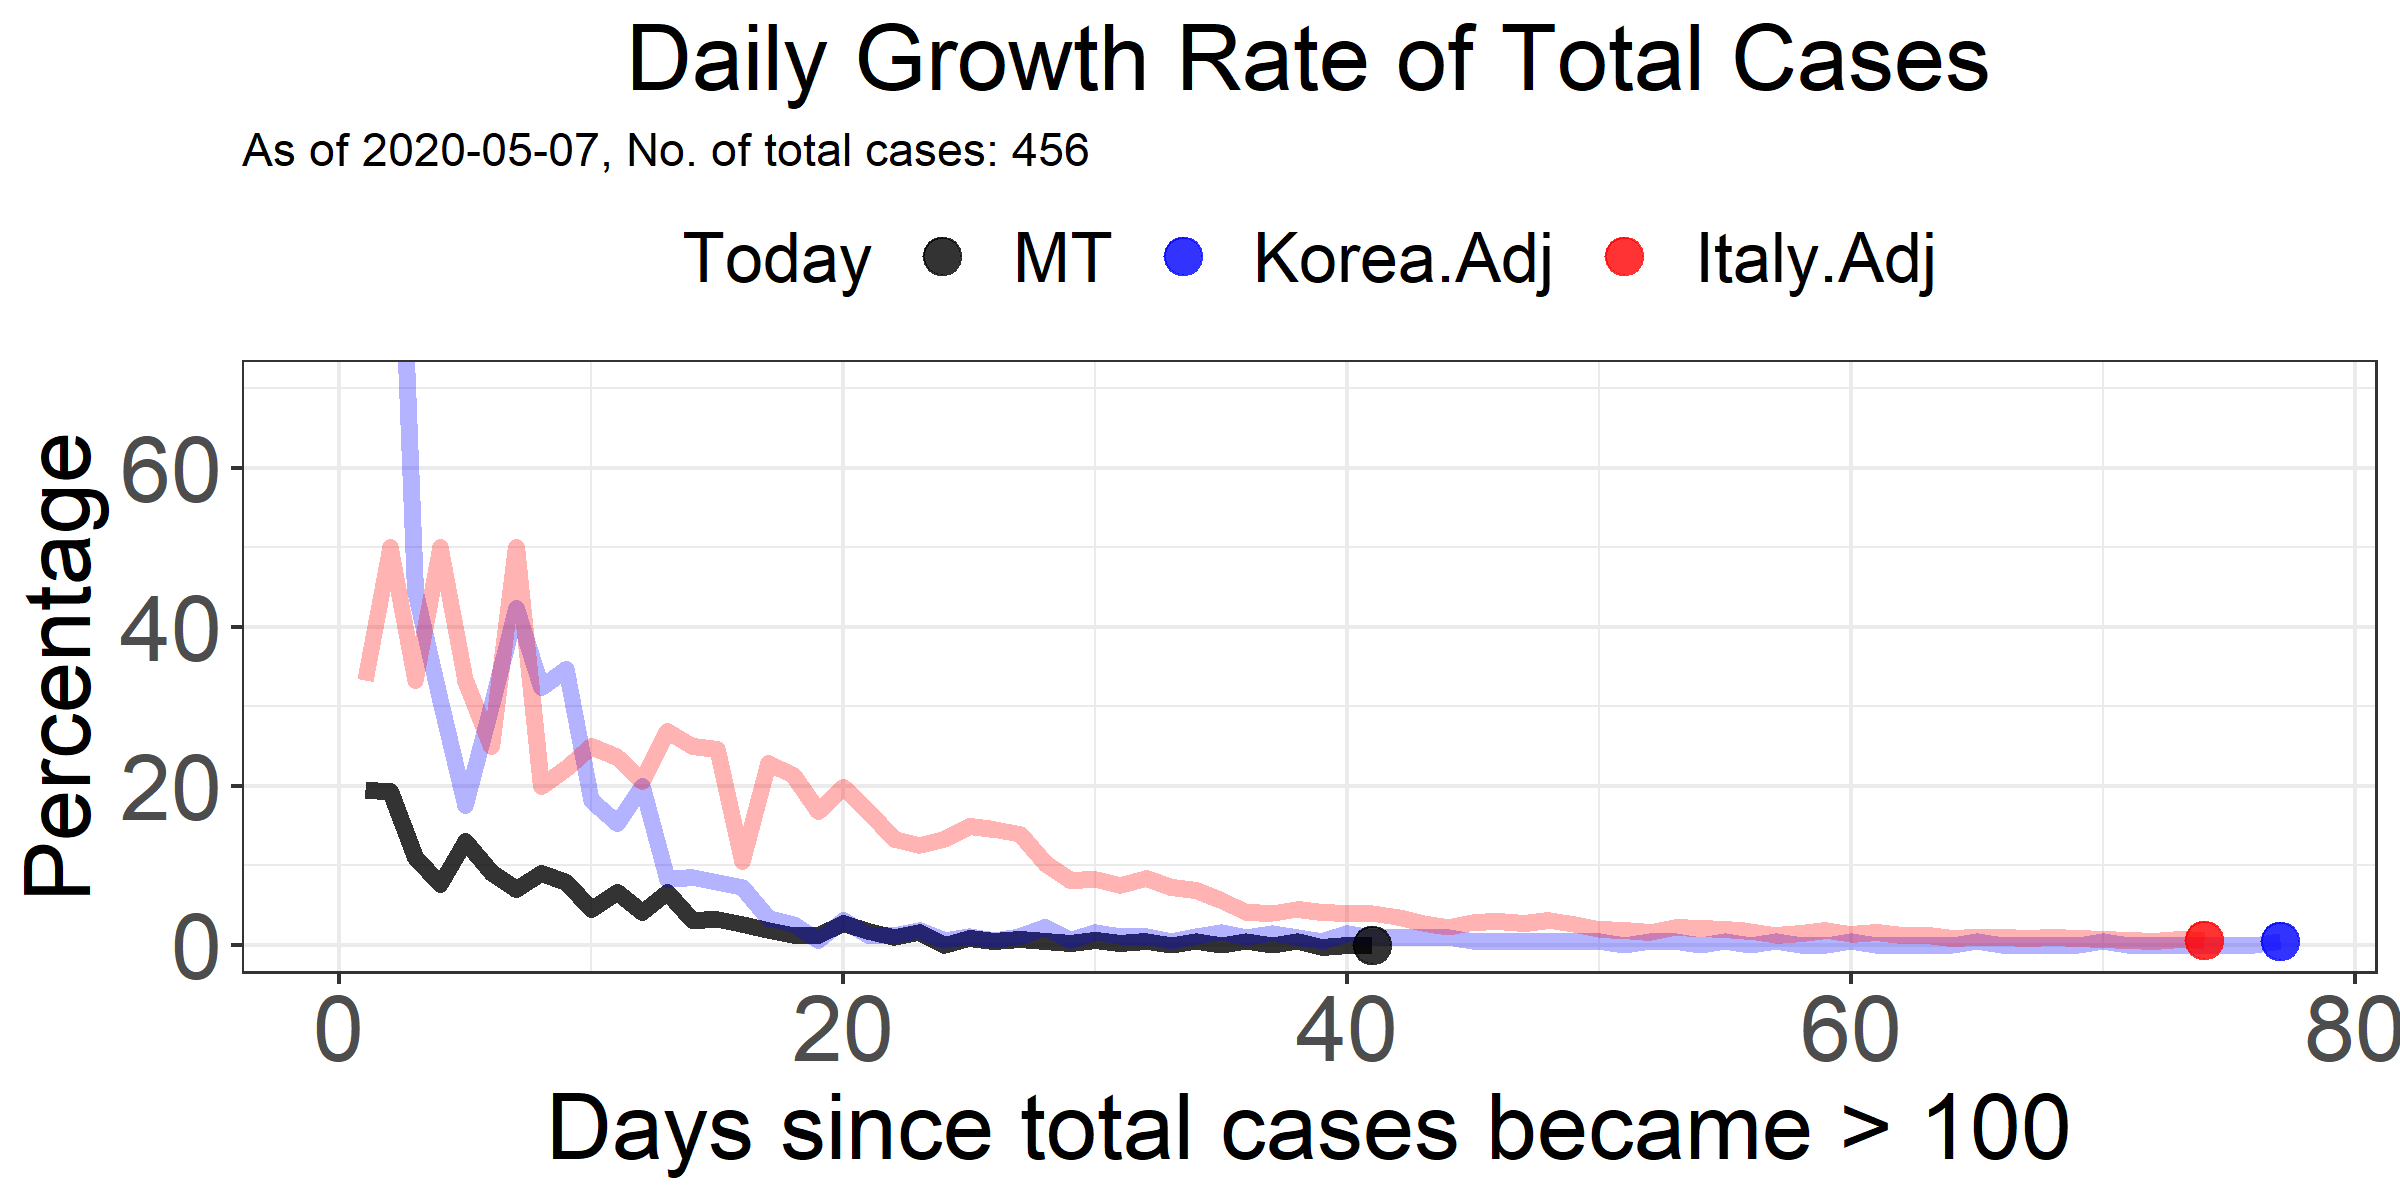 Daily Growth Rate of Total Cases
As of 2020-05-07, No. of total cases: 456
Today MT Korea.Adj Italy.Adj
Percentage
60
40
20
0
0 20 40 60 80
Days since total cases became > 100